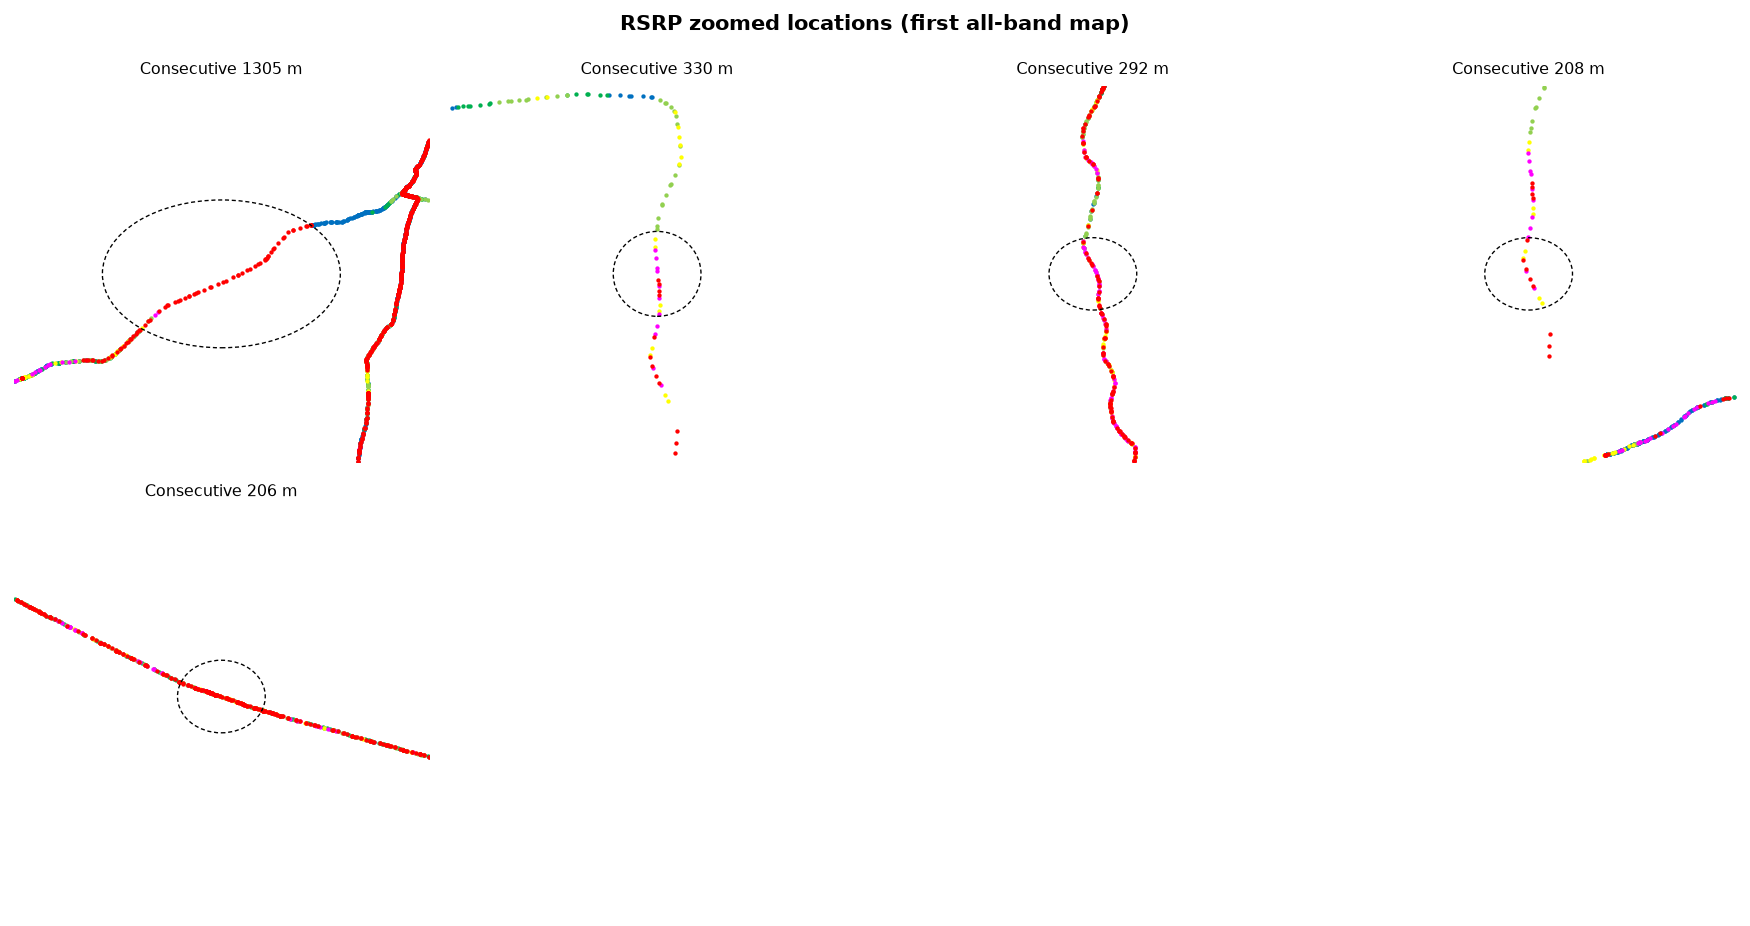 RSRP zoomed locations (first all-band map)
Consecutive 1305 m
Consecutive 330 m
Consecutive 292 m
Consecutive 208 m
Consecutive 206 m